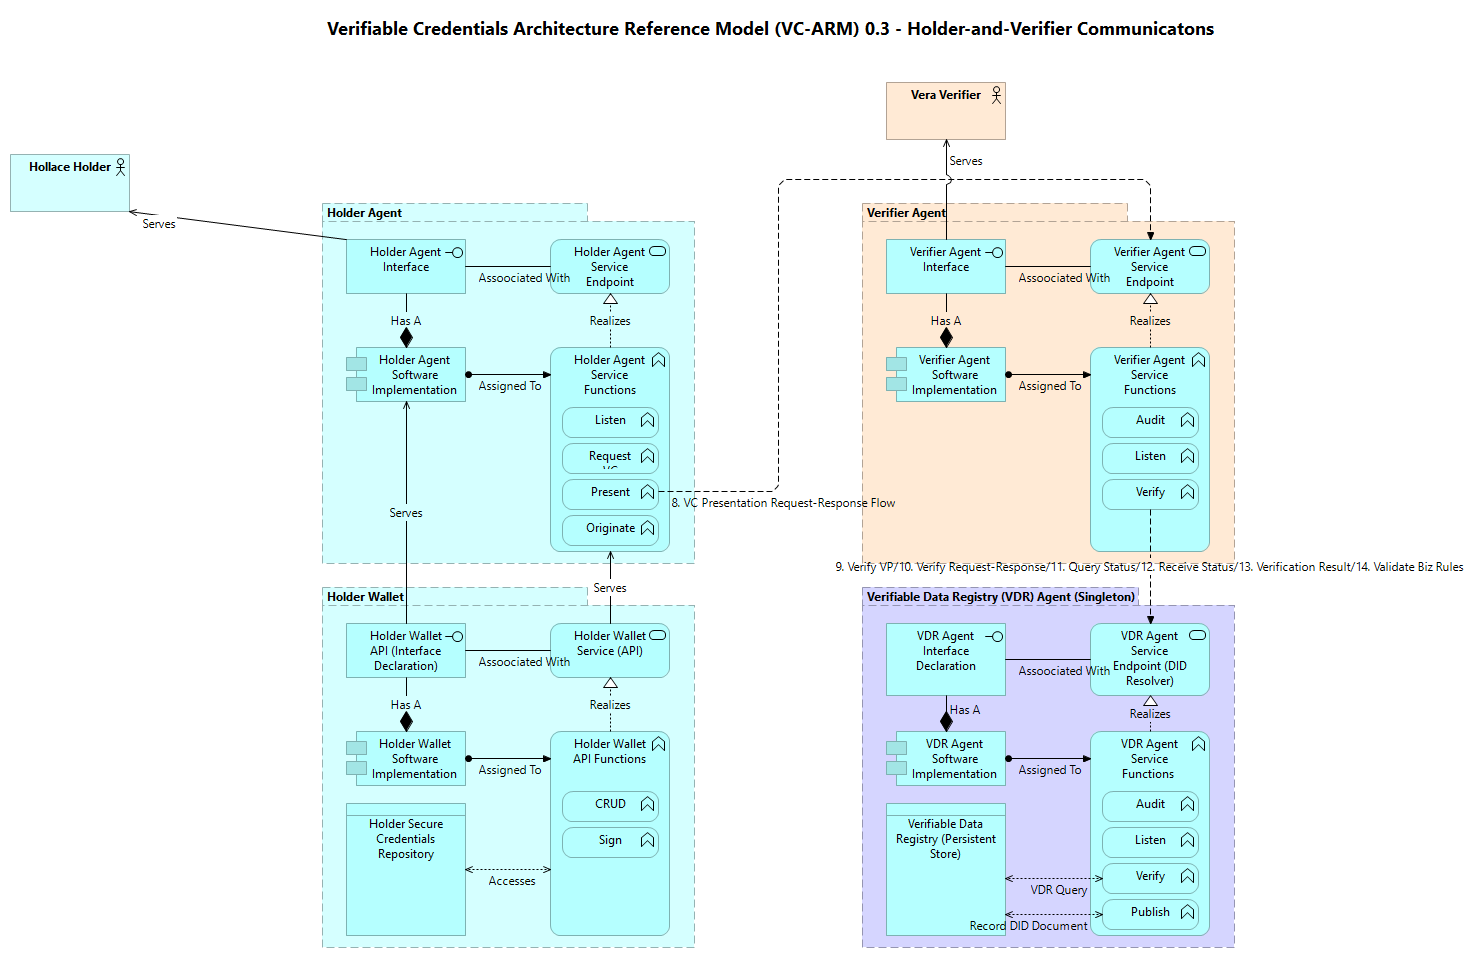 Verifiable Credentials Architecture Reference Model (VC-ARM) 0.3 - Holder-and-Verifier Communicatons
Vera Verifier
Hollace Holder
Serves
Serves
Holder Agent
Holder Agent
Interface
Assoociated With
Holder Agent
Service
Endpoint
Has A
Realizes
Holder Agent
Software
Implementation
Assigned To
Holder Agent
Service
Functions
Listen
Request
Present
Originate
Serves
8. VC Presentation Request-Response Flow
Serves
Verifier Agent
Verifier Agent
Interface
Assoociated With
Verifier Agent
Service
Endpoint
Has A
Realizes
Verifier Agent
Software
Implementation
Assigned To
Verifier Agent
Service
Functions
Audit
Listen
Verify
9. Verify VP/10. Verify Request-Response/11. Query Status/12. Receive Status/13. Verification Result/14. Validate Biz Rules
Holder Wallet
Holder Wallet
API (Interface
Declaration)
Assoociated With
Holder Wallet
Service (API)
Has A
Realizes
Holder Wallet
Software
Implementation
Assigned To
Holder Wallet
API Functions
CRUD
Sign
Holder Secure
Credentials
Repository
Accesses
Verifiable Data Registry (VDR) Agent (Singleton)
VDR Agent
Interface
Declaration
Assoociated With
VDR Agent
Service
Endpoint (DID
Resolver)
Has A
Realizes
VDR Agent
Software
Implementation
Assigned To
VDR Agent
Service
Functions
Audit
Listen
Verify
Publish
Verifiable Data
Registry (Persistent
Store)
VDR Query
Record DID Document